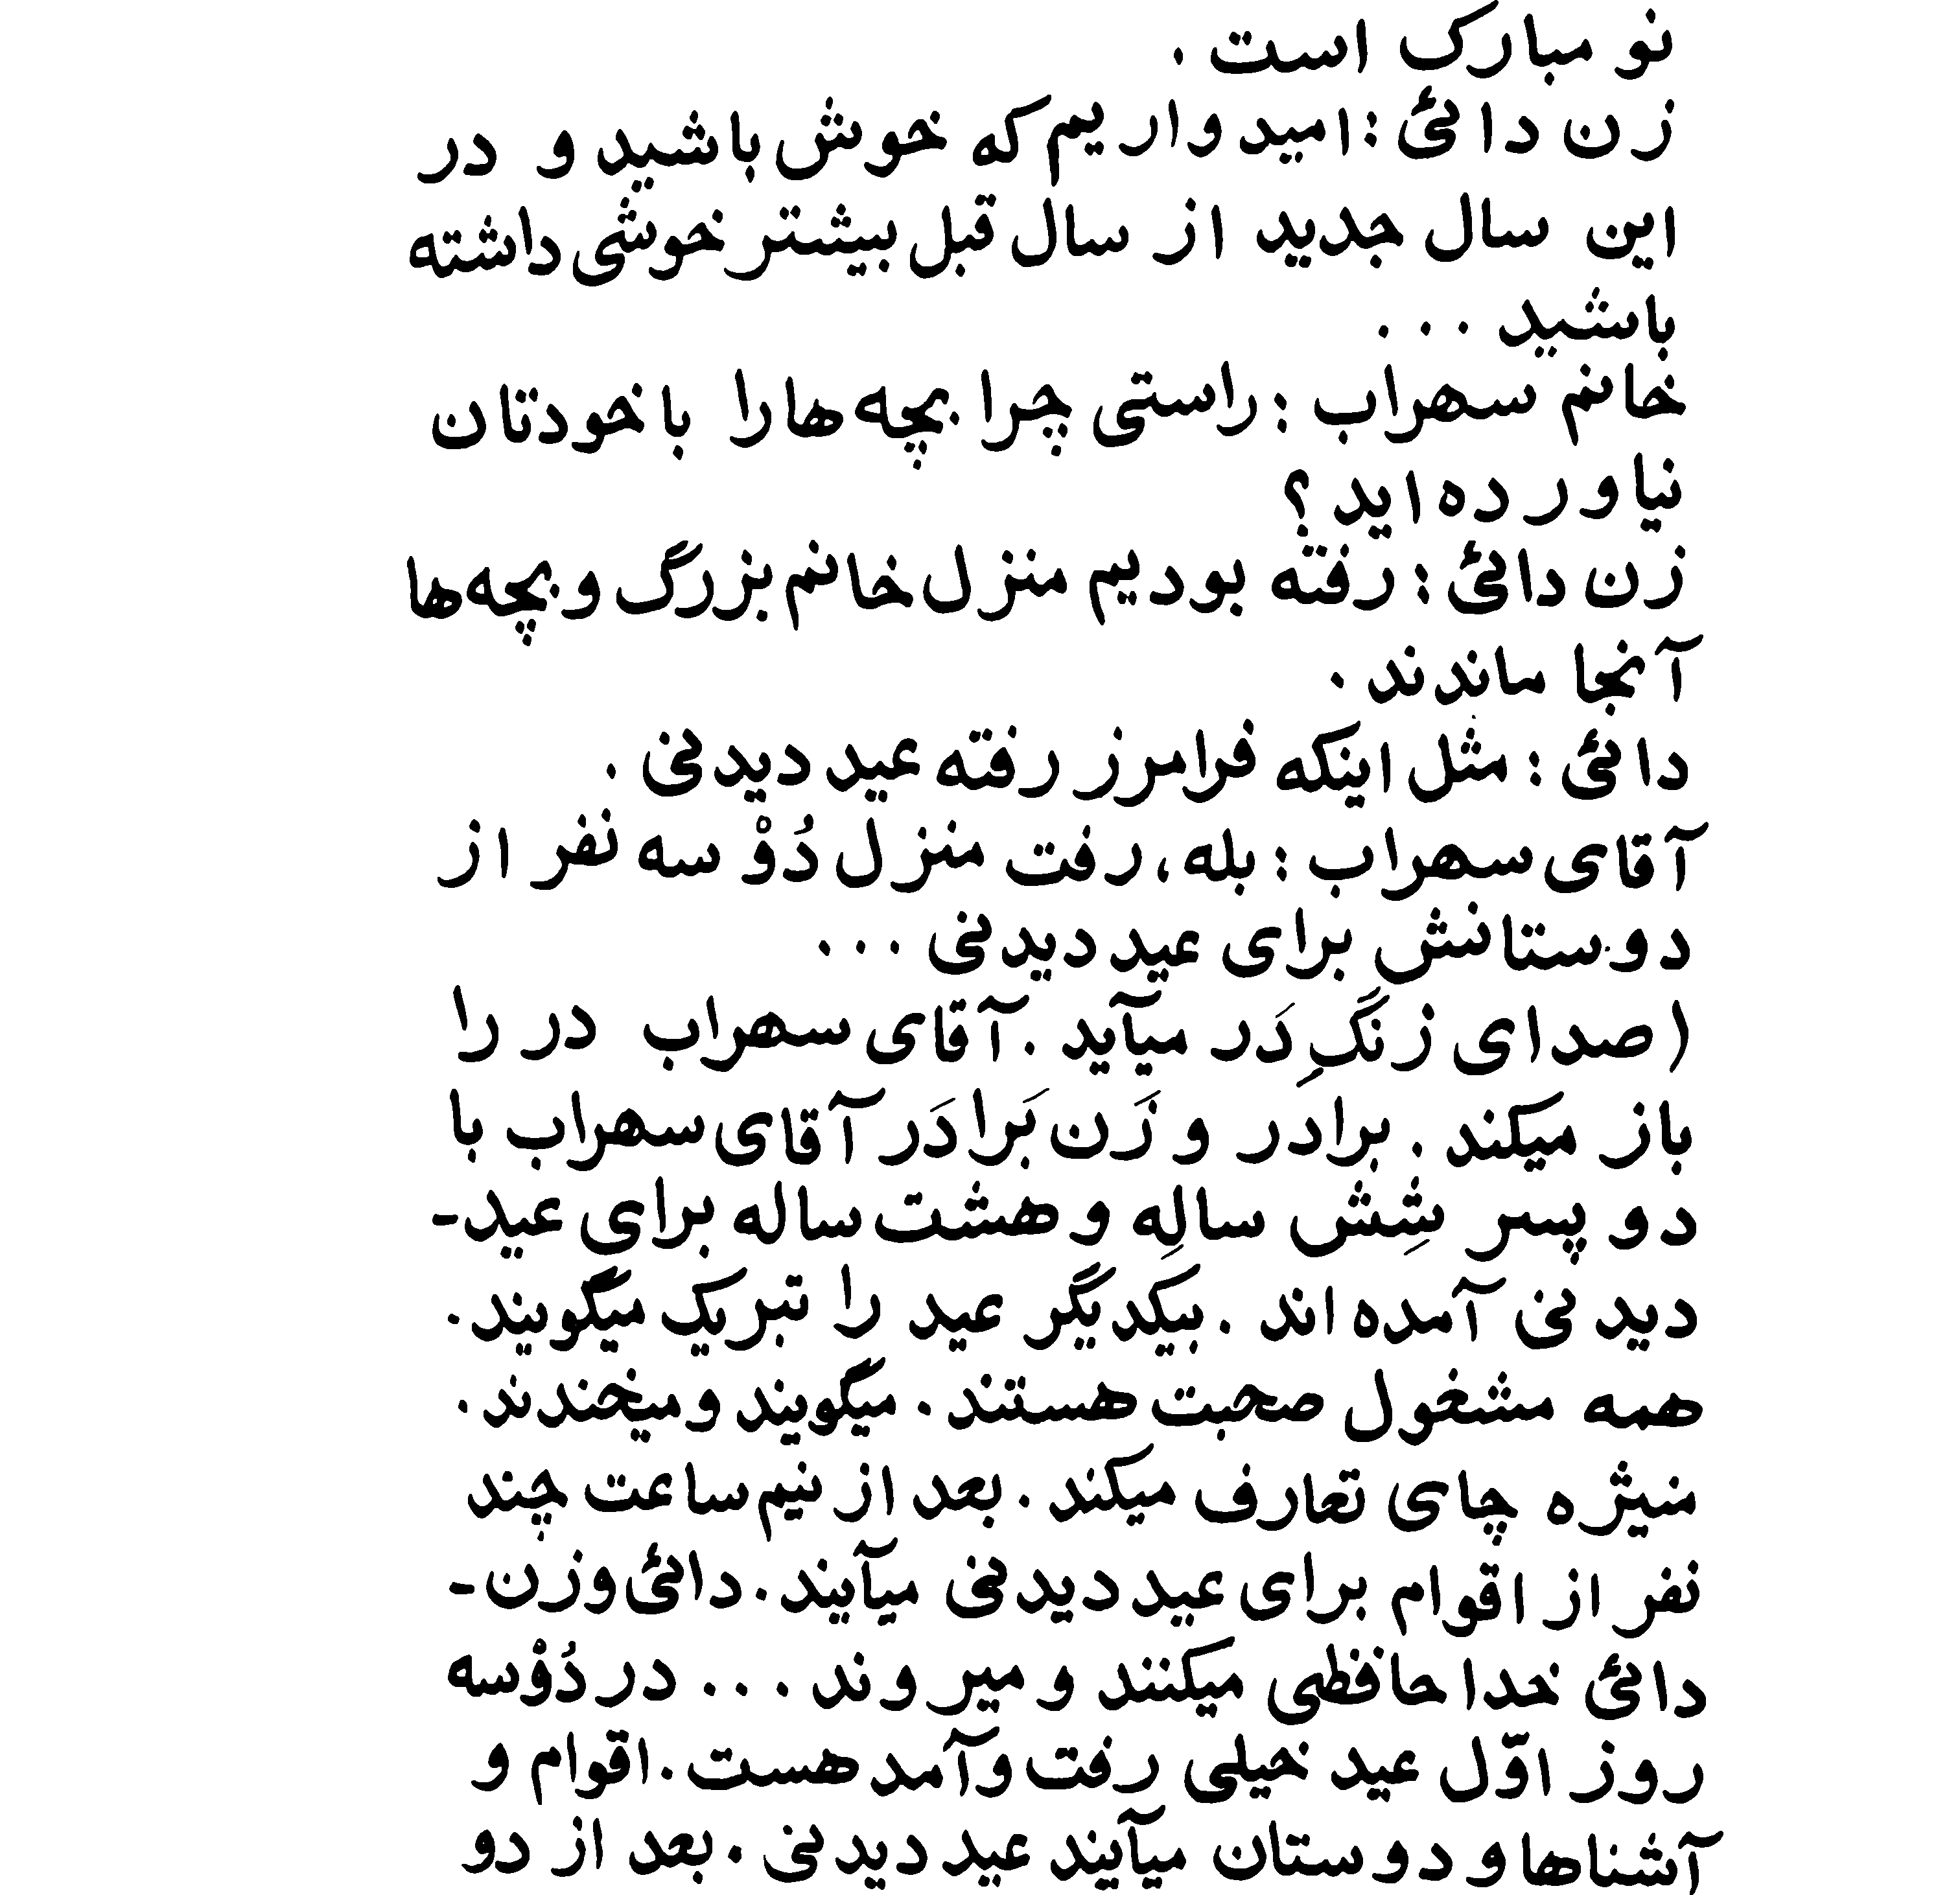 نو مبارک است .
زن دائی : امیدواریم که خوش باشید و در
این سال جدید از سال قبل بیشتر خوشی داشته
باشید ...
خانم سهراب : راستی چرا بچه ها را با خودتان
نیاورده اید ؟
زن دائی : رفته بودیم منزل خانم بزرگ و بچه ها
آنجا ماندند .
دائی : مثل اینکه فرامرز رفته عید دیدنی .
آقای سهراب : بله ، رفت منزل دُوْ سه نفر از
دوستانش برای عید دیدنی ...
(صدای زَنگِ دَر میآید . آقای سهراب در را
باز میکند . برادر و زَن بَرادَر آقای سهراب با
دو پسر شِش سالِه و هشت ساله برای عید-
دیدنی آمده اند . بیَکدیگَر عید را تبریک میگویند .
همه مشغول صحبت هستند . میگویند و میخندند .
منیژه چای تعارف میکند . بعد از نیم ساعت چند
نفر از اقوام برای عید دیدنی میآیند . دائی و زن-
دائی خداحافظی میکنند و میروند ... در دُوْسه
روز اوّل عید خیلی رفت و آمد هست . اقوام و
آشناها و دوستان میآیند عید دیدنی . بعد از دو